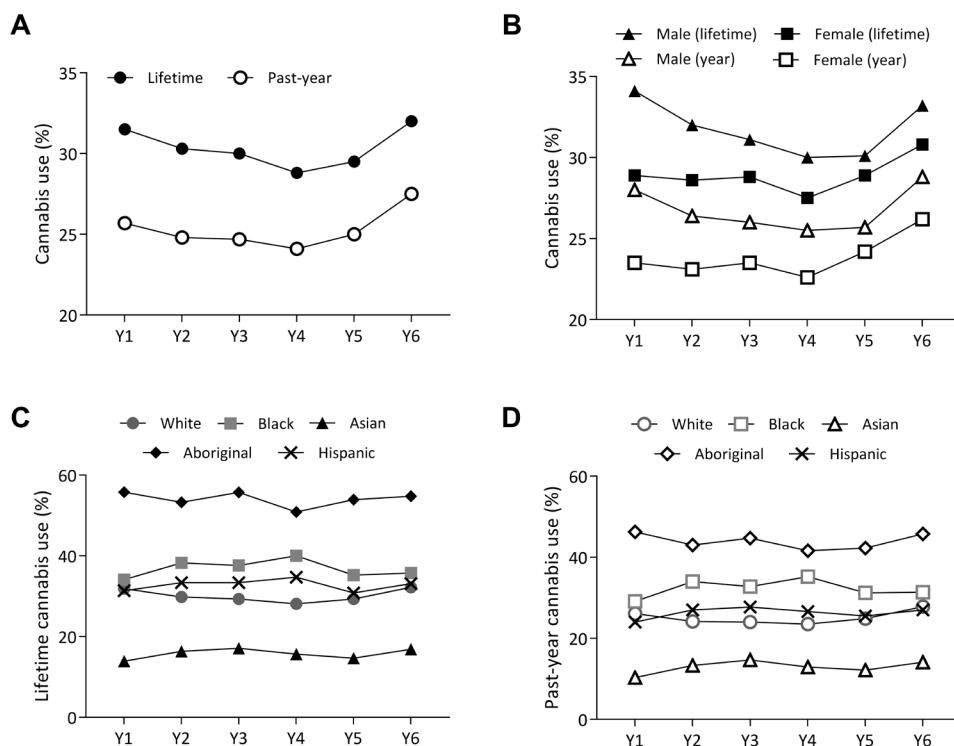 A
Lifetime Past-year
35
30
25
20
Cannabis use (%)
Y1 Y2 Y3 Y4 Y5 Y6
B
Male (lifetime) Female (lifetime)
Male (year) Female (year)
35
30
25
20
Cannabis use (%)
Y1 Y2 Y3 Y4 Y5 Y6
C
White Black Asian
Aboriginal Hispanic
60
40
20
0
Lifetime cannabis use (%)
Y1 Y2 Y3 Y4 Y5 Y6
D
White Black Asian
Aboriginal Hispanic
60
40
20
0
Past-year cannabis use (%)
Y1 Y2 Y3 Y4 Y5 Y6